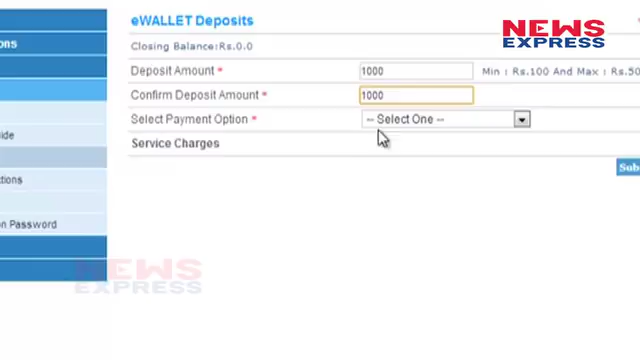 eWALLET Deposits
NEWS
EXPRESS
ons
Closing Balance:Rs.0.0
Deposit Amount * 1000 Min : Rs.100 And Max : Rs.50
Confirm Deposit Amount * 1000
Select Payment Option * -- Select One --
ide
Service Charges
Sub
tions
on Password
NEWS
EXPRESS